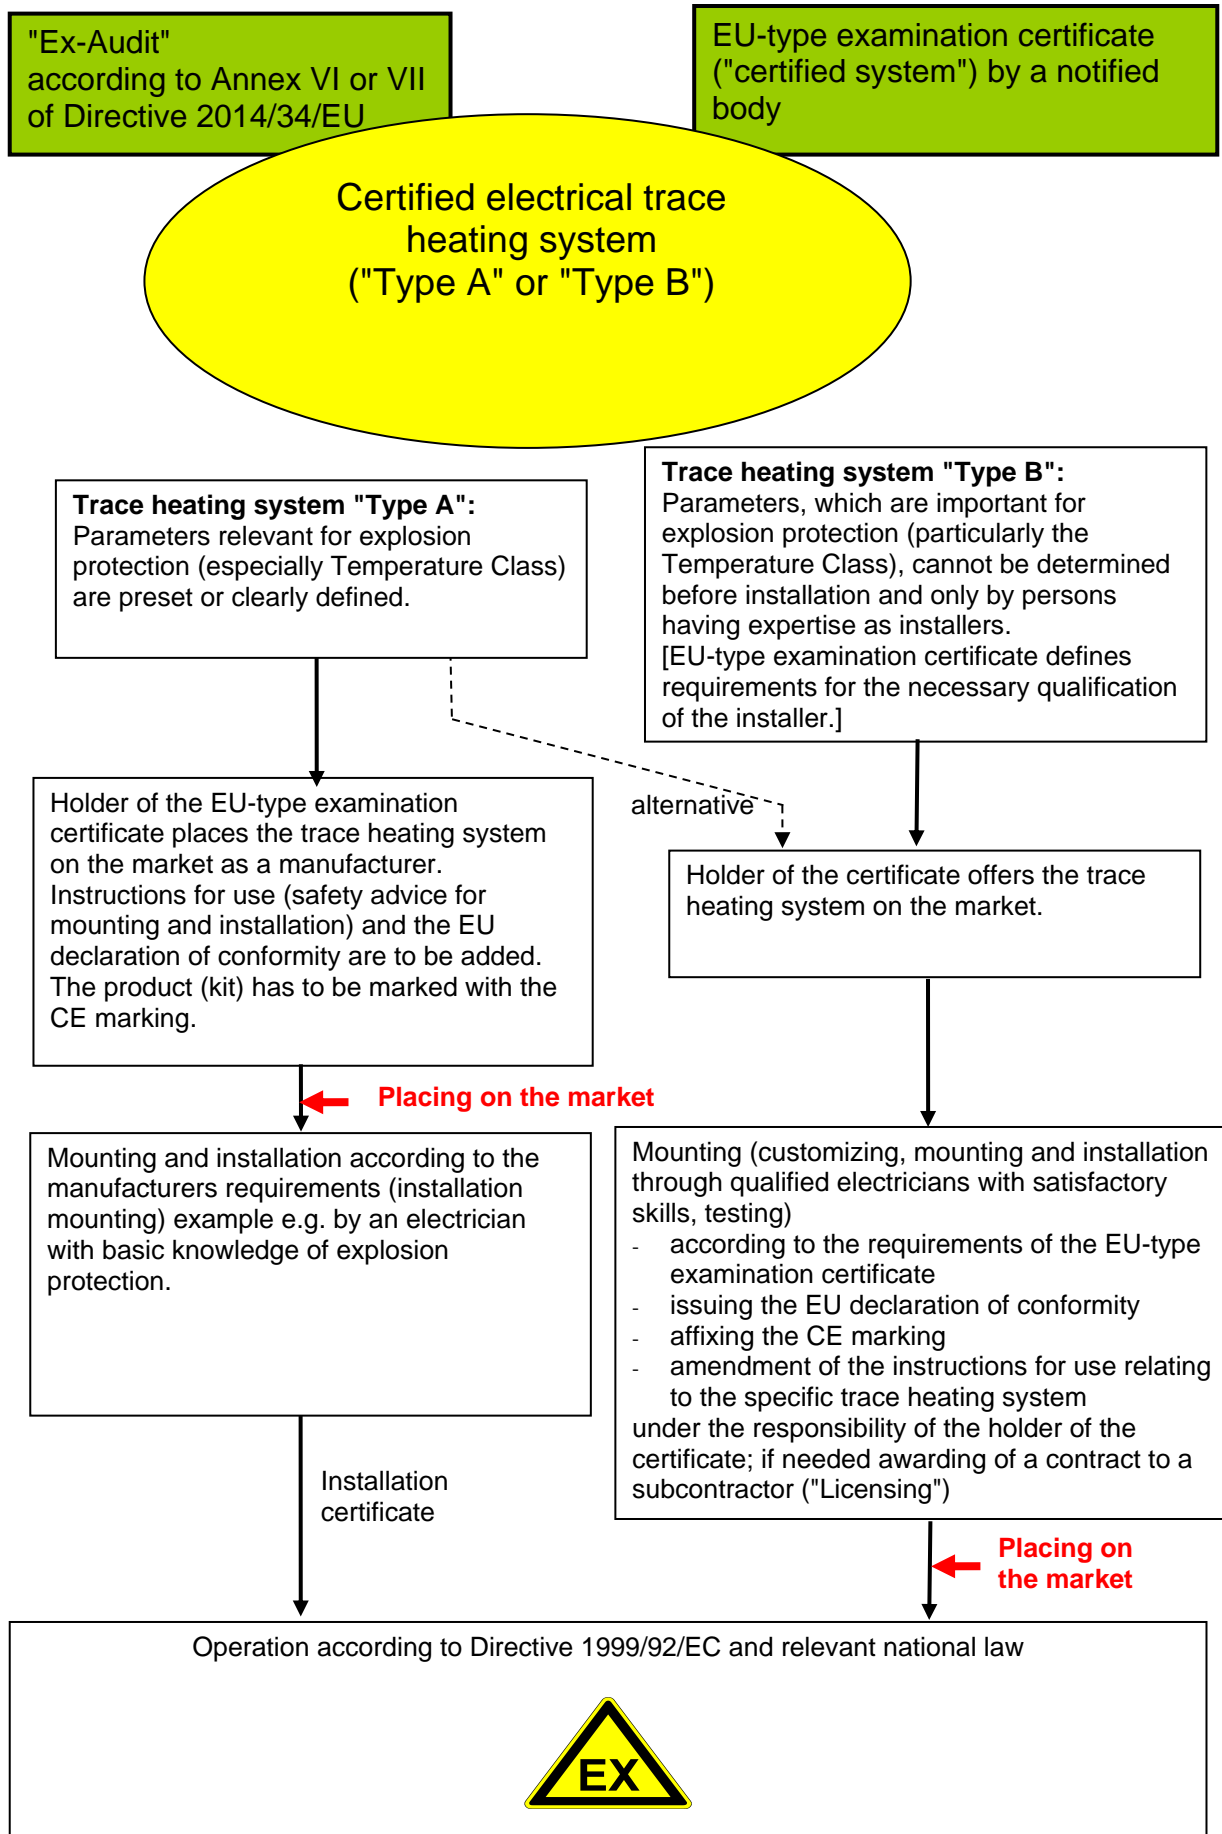 "Ex-Audit"
according to Annex VI or VII
of Directive 2014/34/EU
EU-type examination certificate
("certified system") by a notified
body
Certified electrical trace
heating system
("Type A" or "Type B")
Trace heating system "Type A":
Parameters relevant for explosion
protection (especially Temperature Class)
are preset or clearly defined.
Trace heating system "Type B":
Parameters, which are important for
explosion protection (particularly the
Temperature Class), cannot be determined
before installation and only by persons
having expertise as installers.
[EU-type examination certificate defines
requirements for the necessary qualification
of the installer.]
Holder of the EU-type examination
certificate places the trace heating system
on the market as a manufacturer.
Instructions for use (safety advice for
mounting and installation) and the EU
declaration of conformity are to be added.
The product (kit) has to be marked with the
CE marking.
alternative
Holder of the certificate offers the trace
heating system on the market.
Placing on the market
Mounting and installation according to the
manufacturers requirements (installation
mounting) example e.g. by an electrician
with basic knowledge of explosion
protection.
Mounting (customizing, mounting and installation
through qualified electricians with satisfactory
skills, testing)
- according to the requirements of the EU-type
examination certificate
- issuing the EU declaration of conformity
- affixing the CE marking
- amendment of the instructions for use relating
to the specific trace heating system
under the responsibility of the holder of the
certificate; if needed awarding of a contract to a
subcontractor ("Licensing")
Installation
certificate
Placing on
the market
Operation according to Directive 1999/92/EC and relevant national law
EX